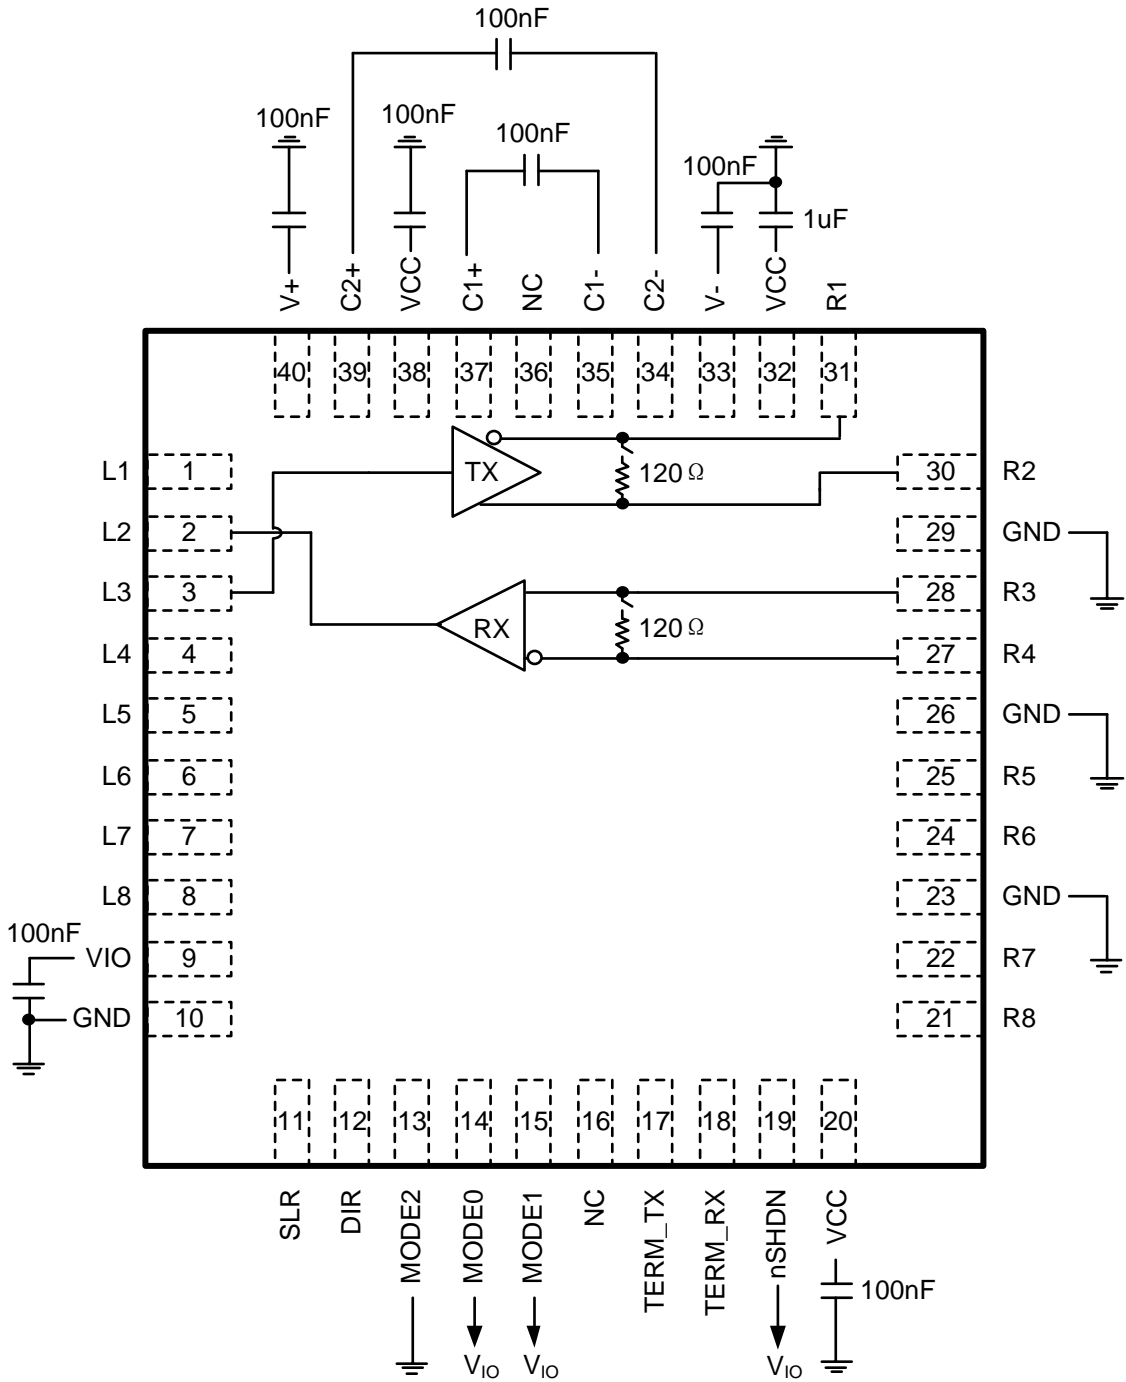 100nF
100nF
100nF
100nF
100nF
1uF
V+
C2+
VCC
C1+
NC
C1-
C2-
V-
VCC
R1
40
39
38
37
36
35
34
33
32
31
L1
1
TX
120 Ω
30
R2
L2
2
29
GND
L3
3
28
R3
RX
120 Ω
L4
4
27
R4
L5
5
26
GND
L6
6
25
R5
L7
7
24
R6
L8
8
23
GND
100nF
VIO
9
22
R7
GND
10
21
R8
11
12
13
14
15
16
17
18
19
20
SLR
DIR
MODE2
MODE0
MODE1
NC
TERM_TX
TERM_RX
nSHDN
VCC
100nF
VIO
VIO
VIO